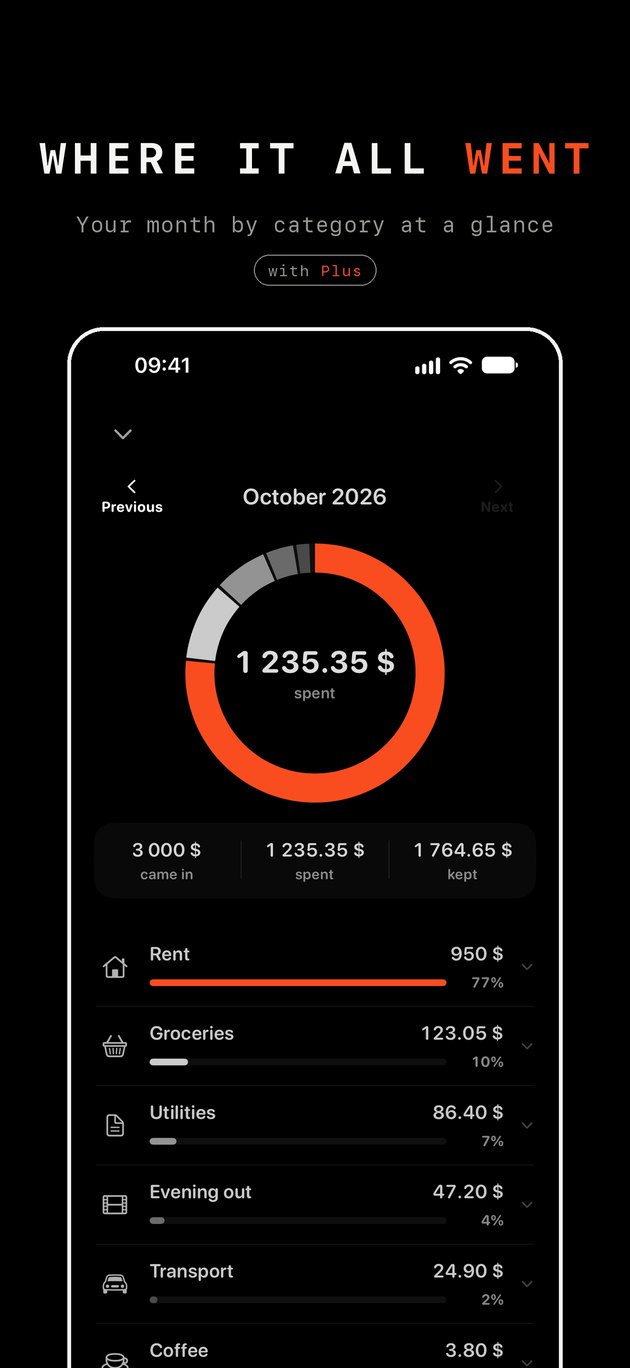 WHERE IT ALL WENT
Your month by category at a glance
with Plus
09:41
Previous
October 2026
Next
1 235.35 $
spent
3 000 $
1 235.35 $
1 764.65 $
came in
spent
kept
Rent
950 $
77%
Groceries
123.05 $
10%
Utilities
86.40 $
7%
Evening out
47.20 $
4%
Transport
24.90 $
2%
Coffee
3.80 $